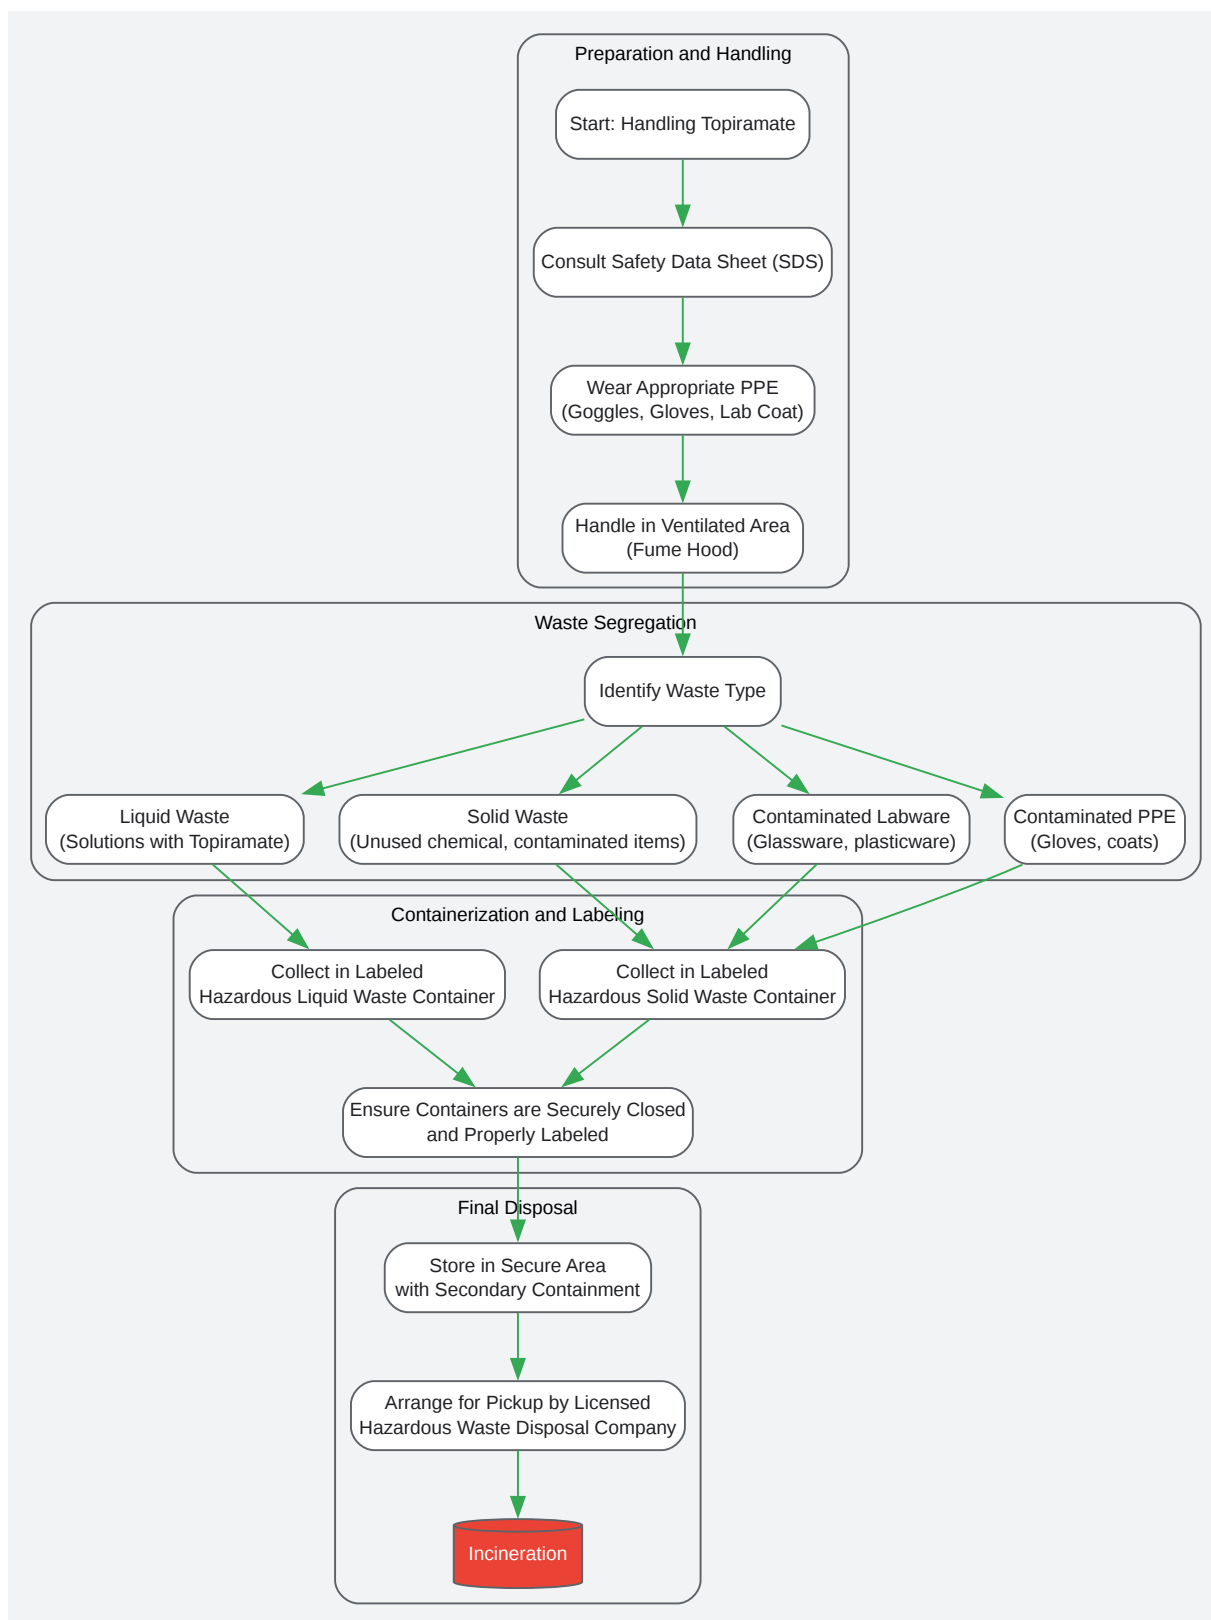 Preparation and Handling
Start: Handling Topiramate
Consult Safety Data Sheet (SDS)
Wear Appropriate PPE
(Goggles, Gloves, Lab Coat)
Handle in Ventilated Area
(Fume Hood)
Waste Segregation
Identify Waste Type
Liquid Waste
(Solutions with Topiramate)
Solid Waste
(Unused chemical, contaminated items)
Contaminated Labware
(Glassware, plasticware)
Contaminated PPE
(Gloves, coats)
Containerization and Labeling
Collect in Labeled
Hazardous Liquid Waste Container
Collect in Labeled
Hazardous Solid Waste Container
Ensure Containers are Securely Closed
and Properly Labeled
Final Disposal
Store in Secure Area
with Secondary Containment
Arrange for Pickup by Licensed
Hazardous Waste Disposal Company
Incineration